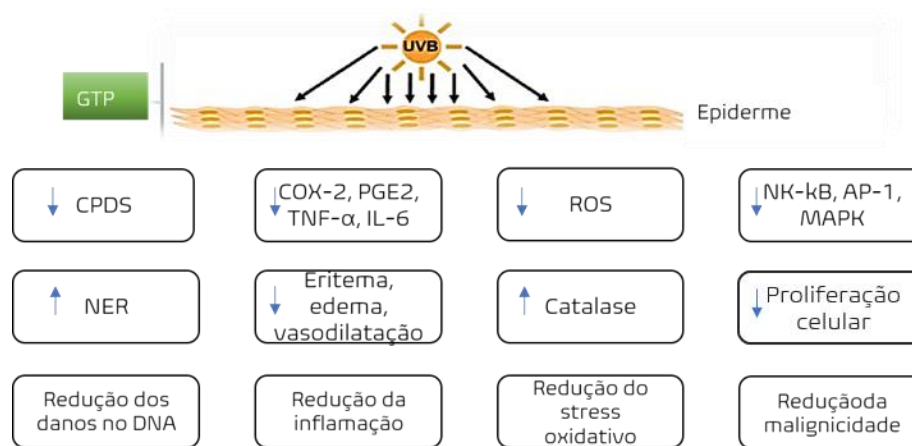 UVB
GTP
Epiderme
↓ CPDS
↓ COX-2, PGE2,
TNF-α, IL-6
↓ ROS
↓ NK-kB, AP-1,
MAPK
↑ NER
↓ Eritema,
edema,
vasodilatação
↑ Catalase
↓ Proliferação
celular
Redução dos
danos no DNA
Redução da
inflamação
Redução do
stress
oxidativo
Reduçãoda
malignicidade